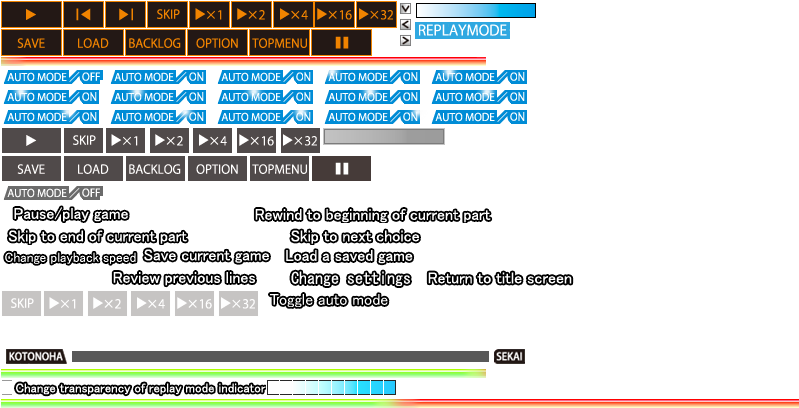 ▶ |◀ ▶| SKIP ▶×1 ▶×2 ▶×4 ▶×16 ▶×32
SAVE LOAD BACKLOG OPTION TOPMENU
REPLAYMODE
AUTO MODE OFF AUTO MODE ON AUTO MODE ON AUTO MODE ON AUTO MODE ON
AUTO MODE ON AUTO MODE ON AUTO MODE ON AUTO MODE ON AUTO MODE ON
AUTO MODE ON AUTO MODE ON AUTO MODE ON AUTO MODE ON AUTO MODE ON
▶ SKIP ▶×1 ▶×2 ▶×4 ▶×16 ▶×32
SAVE LOAD BACKLOG OPTION TOPMENU
AUTO MODE OFF
Pause/play game Rewind to beginning of current part
Skip to end of current part Skip to next choice
Change playback speed Save current game Load a saved game
Review previous lines Change settings Return to title screen
SKIP ▶×1 ▶×2 ▶×4 ▶×16 ▶×32 Toggle auto mode
KOTONOHA SEKAI
Change transparency of replay mode indicator